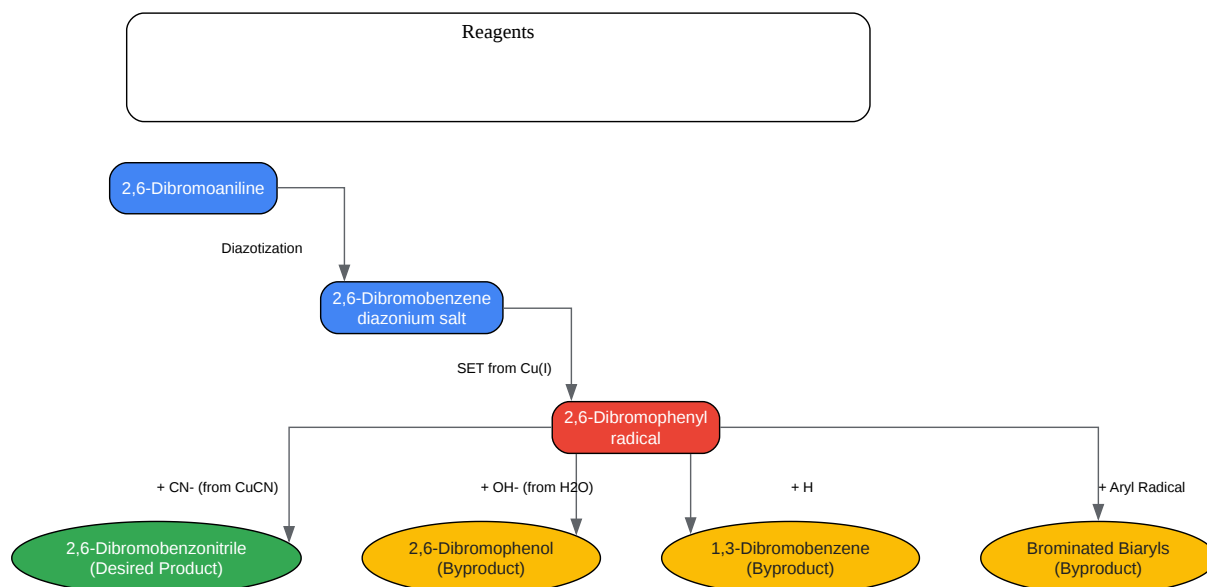 Reagents
2,6-Dibromoaniline
Diazotization
2,6-Dibromobenzene
diazonium salt
SET from Cu(I)
2,6-Dibromophenyl
radical
+ CN- (from CuCN)
+ OH- (from H2O)
+ H
+ Aryl Radical
2,6-Dibromobenzonitrile
(Desired Product)
2,6-Dibromophenol
(Byproduct)
1,3-Dibromobenzene
(Byproduct)
Brominated Biaryls
(Byproduct)